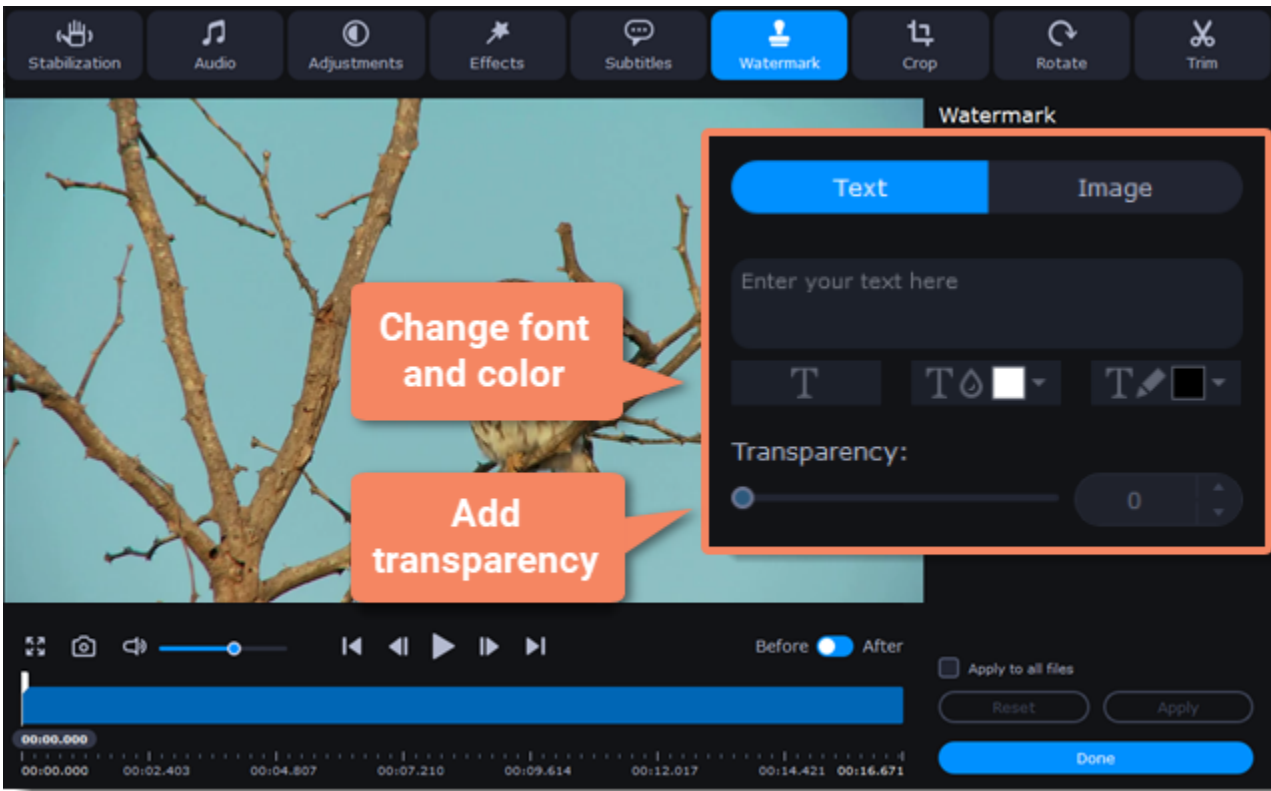 Stabilization
Audio
Adjustments
Effects
Subtitles
Watermark
Crop
Rotate
Trim
Watermark
Text
Image
Enter your text here
Change font
and color
T
T
T
Transparency:
0
Add
transparency
Before
After
Apply to all files
Reset
Apply
00:00.000
Done
00:00.000 00:02.403 00:04.807 00:07.210 00:09.614 00:12.017 00:14.421 00:16.671